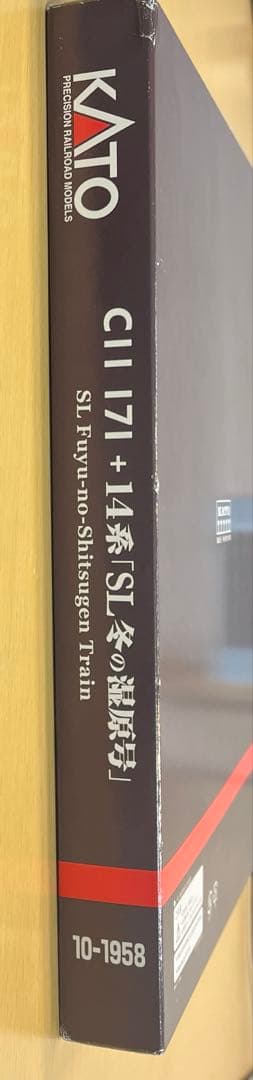 KATO
PRECISION RAILROAD MODELS
C11 171 + 14系「SL冬の湿原号」
SL Fuyu-no-Shitsugen Train
10-1958
KATO